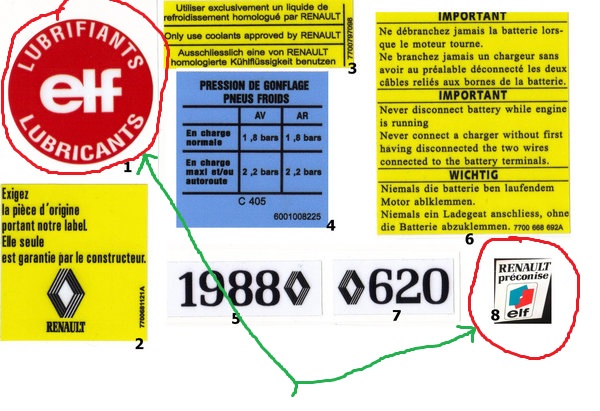 LUBRIFIANTS
elf
LUBRICANTS
1
Utiliser exclusivement un liquide de
refroidissement homologué par RENAULT
Only use coolants approved by RENAULT
Ausschliesslich eine von RENAULT
homologierte Kühlflüssigkeit benutzen
7700797098
3
IMPORTANT
Ne débranchez jamais la batterie lors-
que le moteur tourne.
Ne branchez jamais un chargeur sans
avoir au préalable déconnecté les deux
câbles reliés aux bornes de la batterie.
IMPORTANT
Never disconnect battery while engine
is running
Never connect a charger without first
having disconnected the two wires
connected to the battery terminals.
WICHTIG
Niemals die batterie ben laufendem
Motor ablklemmen.
Niemals ein Ladegeat anschliess, ohne
die Batterie abzuklemmen. 7700 668 692A
6
PRESSION DE GONFLAGE
PNEUS FROIDS
AV AR
En charge
normale 1,8 bars 1,8 bars
En charge
maxi et/ou
autoroute 2,2 bars 2,2 bars
C 405
6001008225
4
Exigez
la pièce d'origine
portant notre label.
Elle seule
est garantie par le constructeur.
RENAULT
7700681121A
2
1988
5
620
7
RENAULT
préconise
elf
8